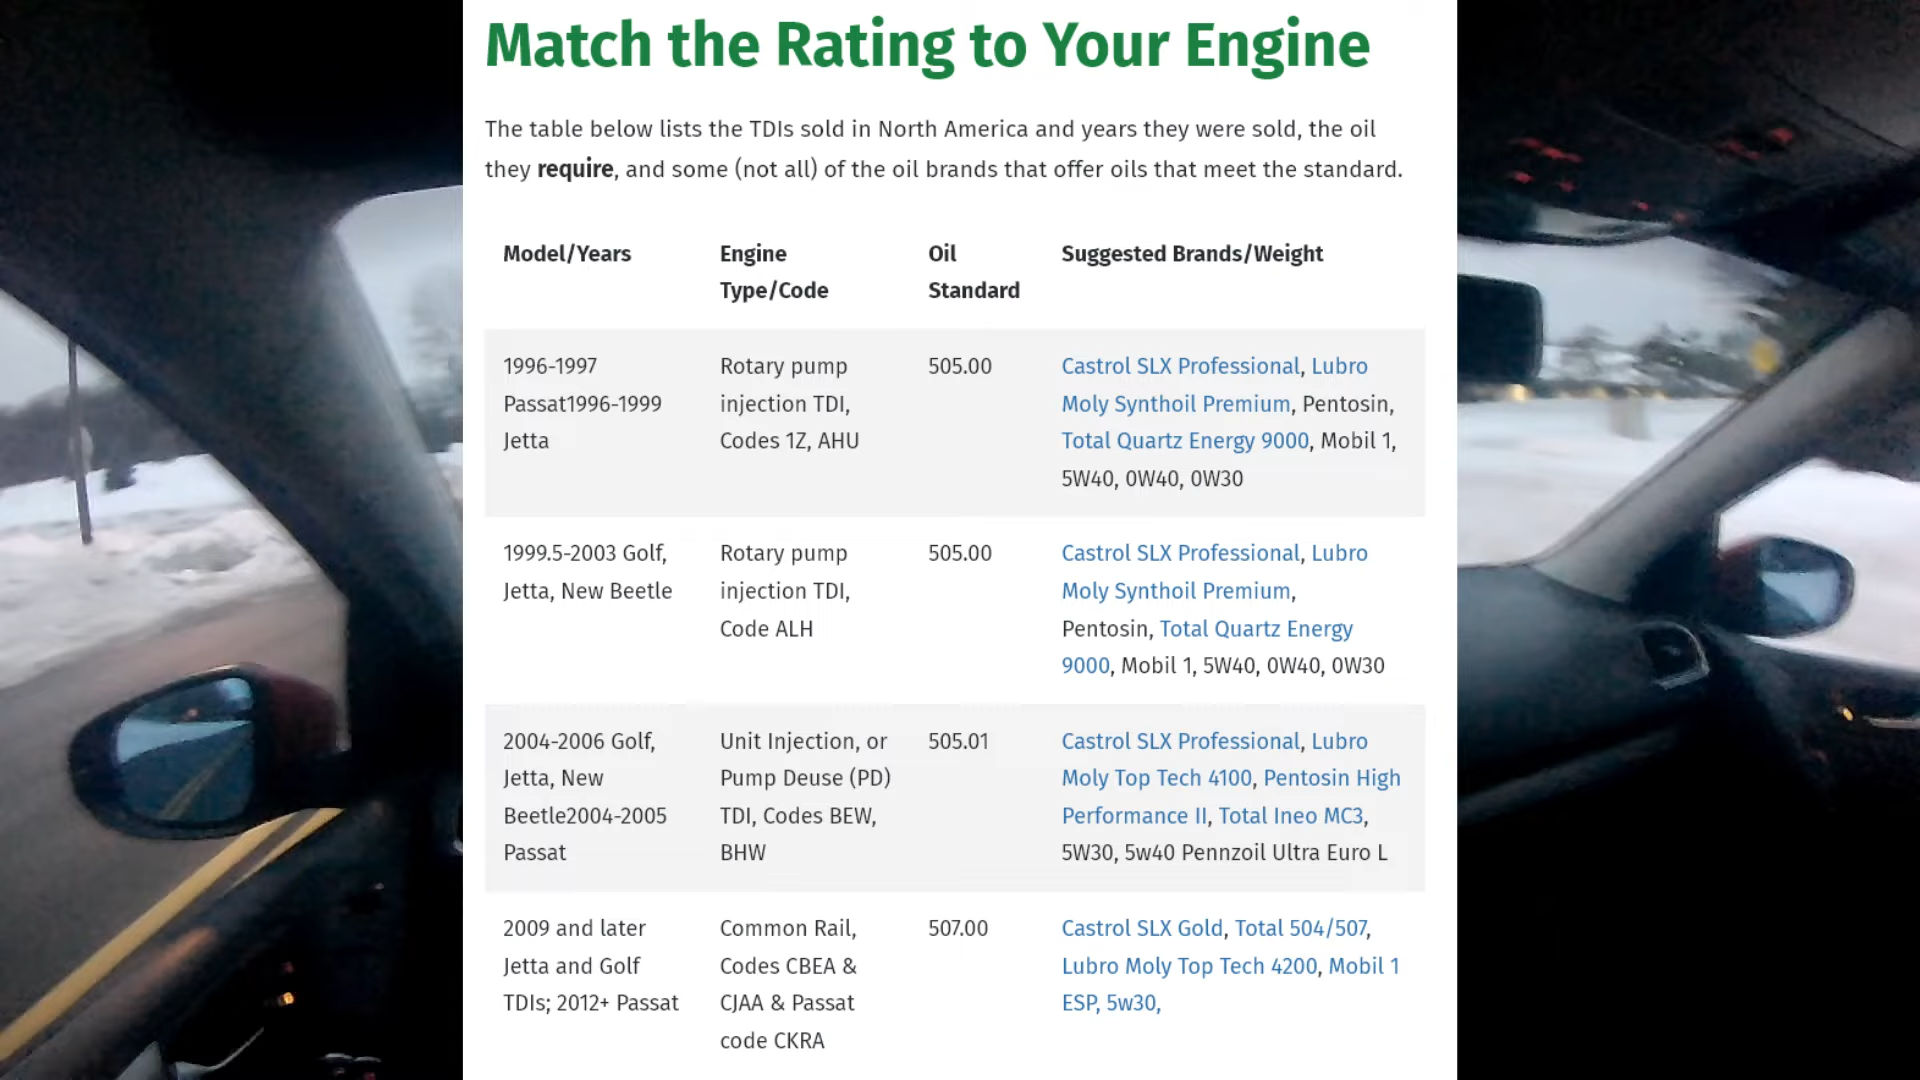 Match the Rating to Your Engine
The table below lists the TDIs sold in North America and years they were sold, the oil
they require, and some (not all) of the oil brands that offer oils that meet the standard.
Model/Years
Engine
Type/Code
Oil
Standard
Suggested Brands/Weight
1996-1997
Passat1996-1999
Jetta
Rotary pump
injection TDI,
Codes 1Z, AHU
505.00
Castrol SLX Professional, Lubro
Moly Synthoil Premium, Pentosin,
Total Quartz Energy 9000, Mobil 1,
5W40, 0W40, 0W30
1999.5-2003 Golf,
Jetta, New Beetle
Rotary pump
injection TDI,
Code ALH
505.00
Castrol SLX Professional, Lubro
Moly Synthoil Premium,
Pentosin, Total Quartz Energy
9000, Mobil 1, 5W40, 0W40, 0W30
2004-2006 Golf,
Jetta, New
Beetle2004-2005
Passat
Unit Injection, or
Pump Deuse (PD)
TDI, Codes BEW,
BHW
505.01
Castrol SLX Professional, Lubro
Moly Top Tech 4100, Pentosin High
Performance II, Total Ineo MC3,
5W30, 5w40 Pennzoil Ultra Euro L
2009 and later
Jetta and Golf
TDIs; 2012+ Passat
Common Rail,
Codes CBEA &
CJAA & Passat
code CKRA
507.00
Castrol SLX Gold, Total 504/507,
Lubro Moly Top Tech 4200, Mobil 1
ESP, 5w30,